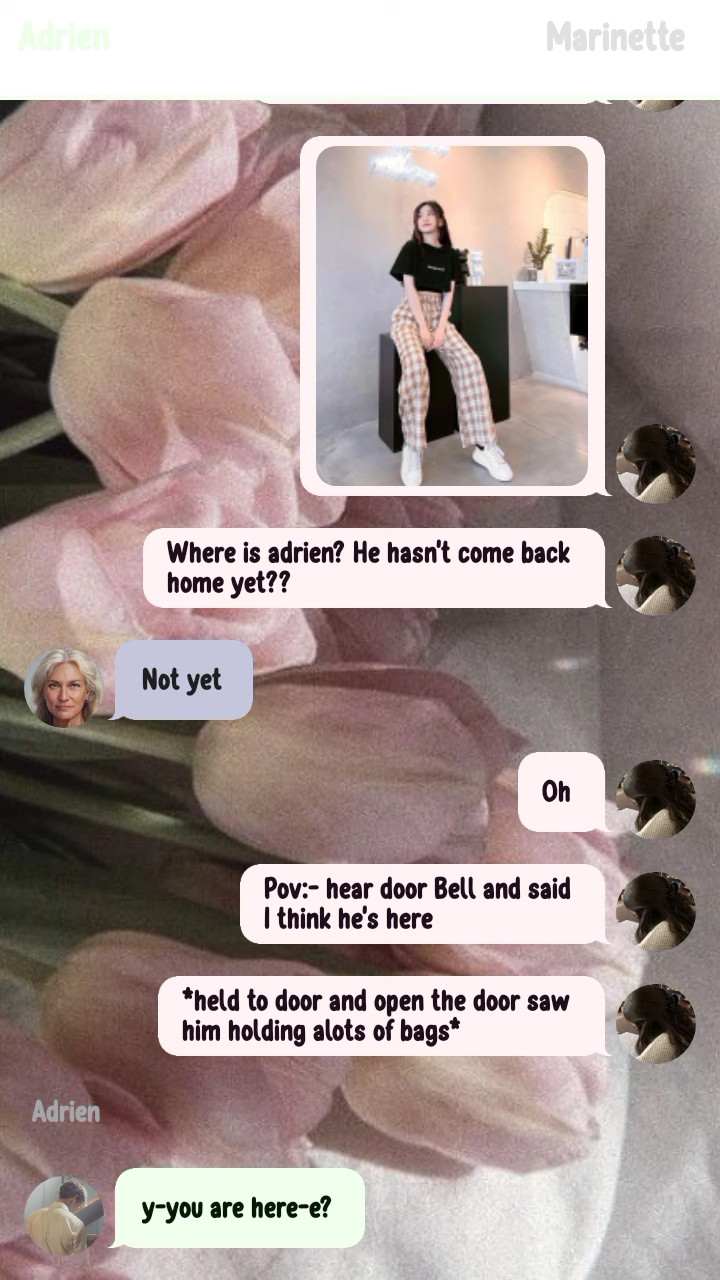 Adrien
Marinette
Where is adrien? He hasn't come back
home yet??
Not yet
Oh
Pov:- hear door Bell and said
I think he's here
*held to door and open the door saw
him holding alots of bags*
Adrien
y-you are here-e?